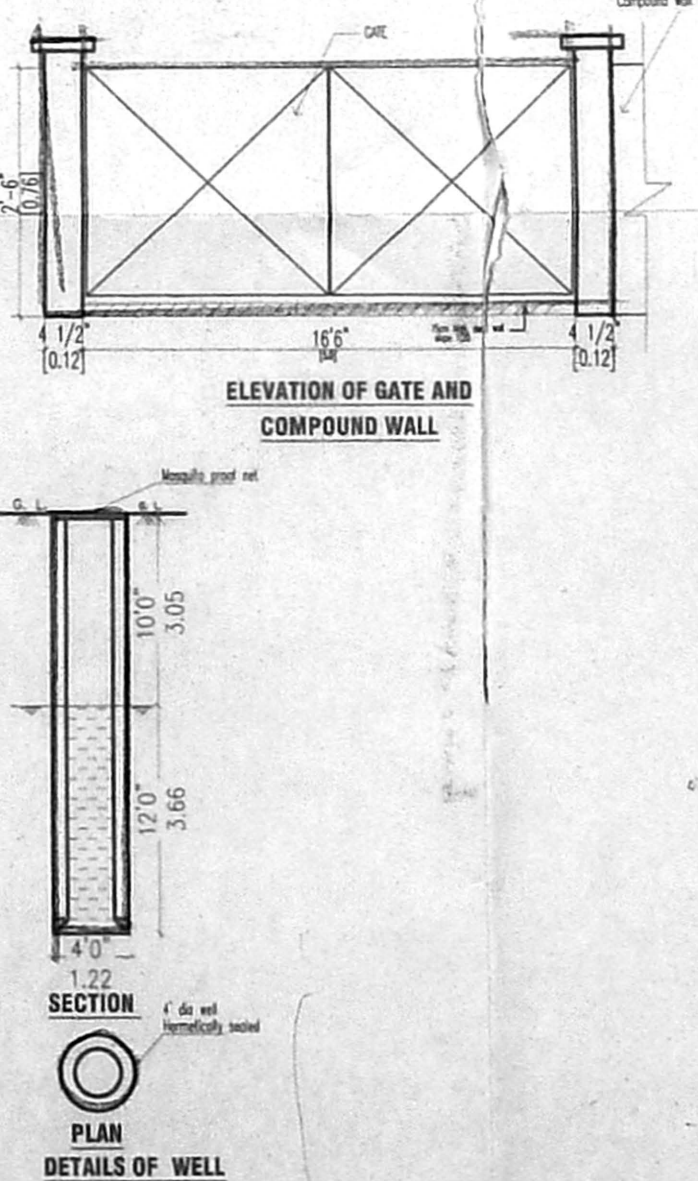 Compound wall
GATE
2'-6"
[0.76]
4 1/2"
[0.12]
16'6"
4 1/2"
[0.12]
ELEVATION OF GATE AND
COMPOUND WALL
Mosquito proof net
G. L.
G. L.
10'0"
3.05
12'0"
3.66
4'0"
1.22
SECTION
4' dia well
Hermetically sealed
PLAN
DETAILS OF WELL